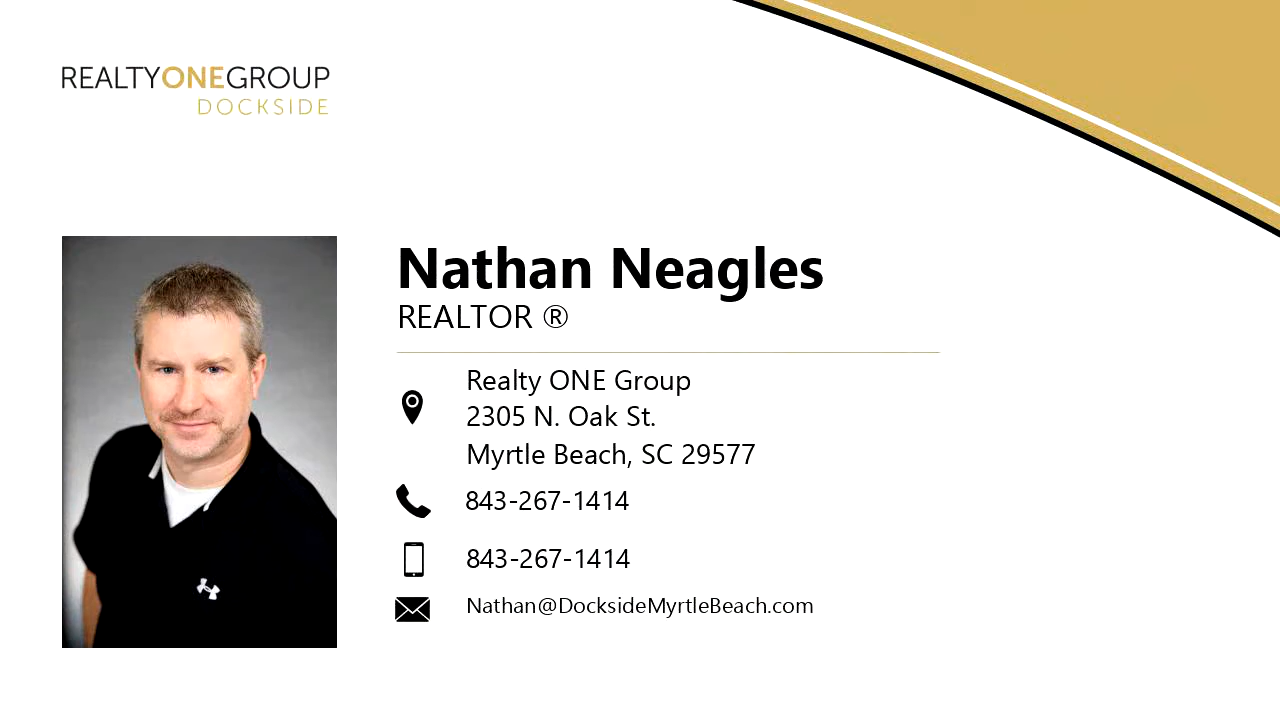 REALTYONEGROUP
DOCKSIDE
Nathan Neagles
REALTOR ®
Realty ONE Group
2305 N. Oak St.
Myrtle Beach, SC 29577
843-267-1414
843-267-1414
Nathan@DocksideMyrtleBeach.com